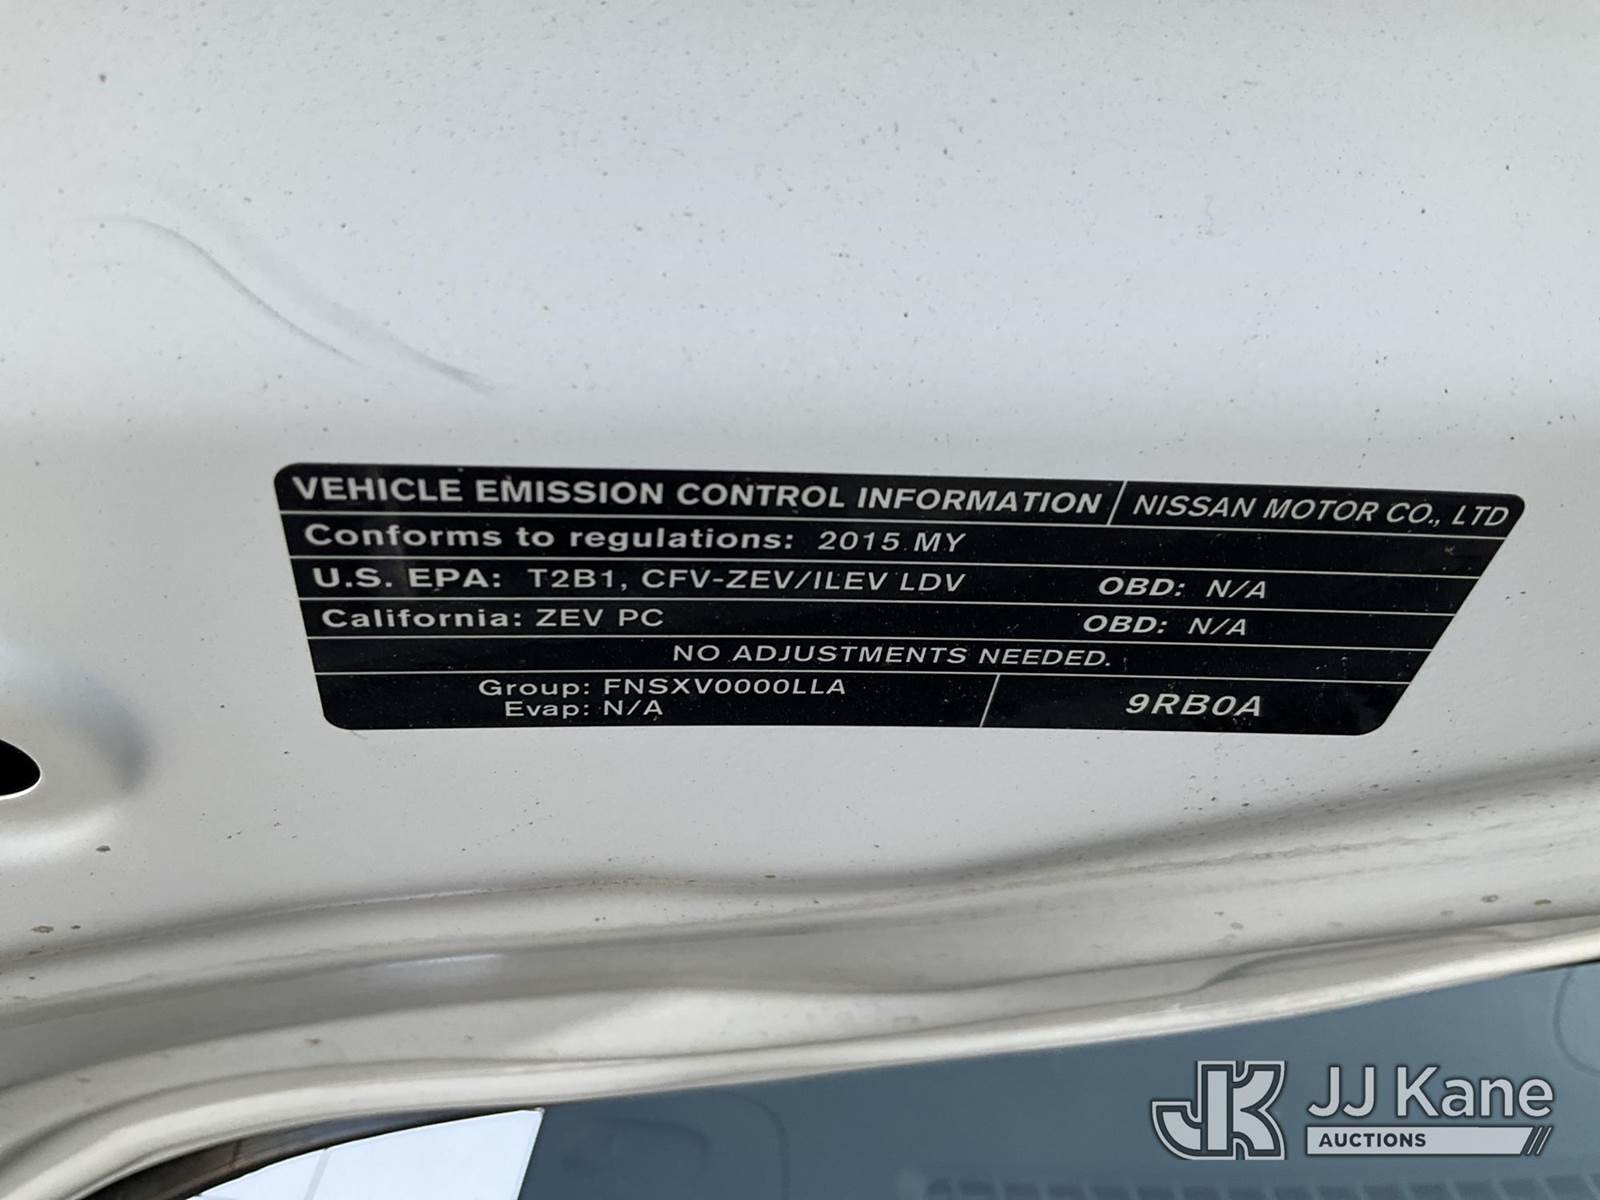 VEHICLE EMISSION CONTROL INFORMATION NISSAN MOTOR CO., LTD
Conforms to regulations: 2015 MY
U.S. EPA: T2B1, CFV-ZEV/ILEV LDV OBD: N/A
California: ZEV PC OBD: N/A
NO ADJUSTMENTS NEEDED.
Group: FNSXV0000LLA
Evap: N/A
9RB0A
JK JJ Kane
AUCTIONS